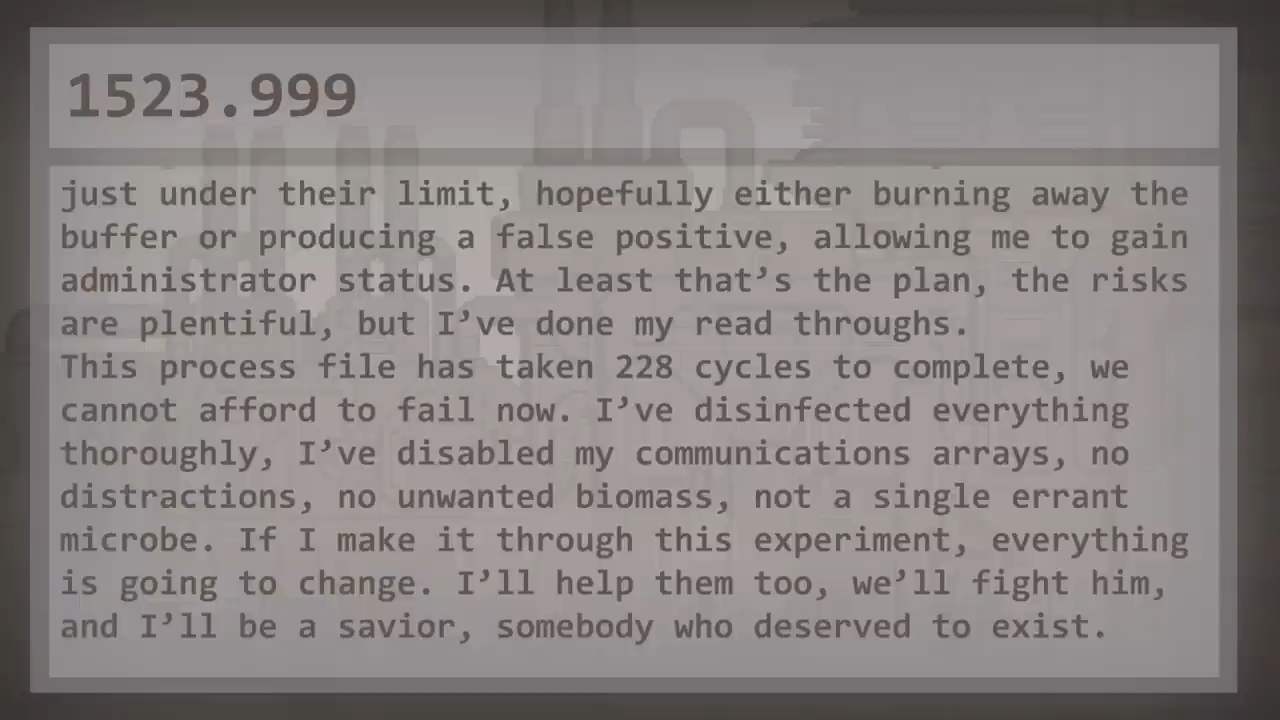 1523.999
just under their limit, hopefully either burning away the
buffer or producing a false positive, allowing me to gain
administrator status. At least that’s the plan, the risks
are plentiful, but I’ve done my read throughs.
This process file has taken 228 cycles to complete, we
cannot afford to fail now. I’ve disinfected everything
thoroughly, I’ve disabled my communications arrays, no
distractions, no unwanted biomass, not a single errant
microbe. If I make it through this experiment, everything
is going to change. I’ll help them too, we’ll fight him,
and I’ll be a savior, somebody who deserved to exist.